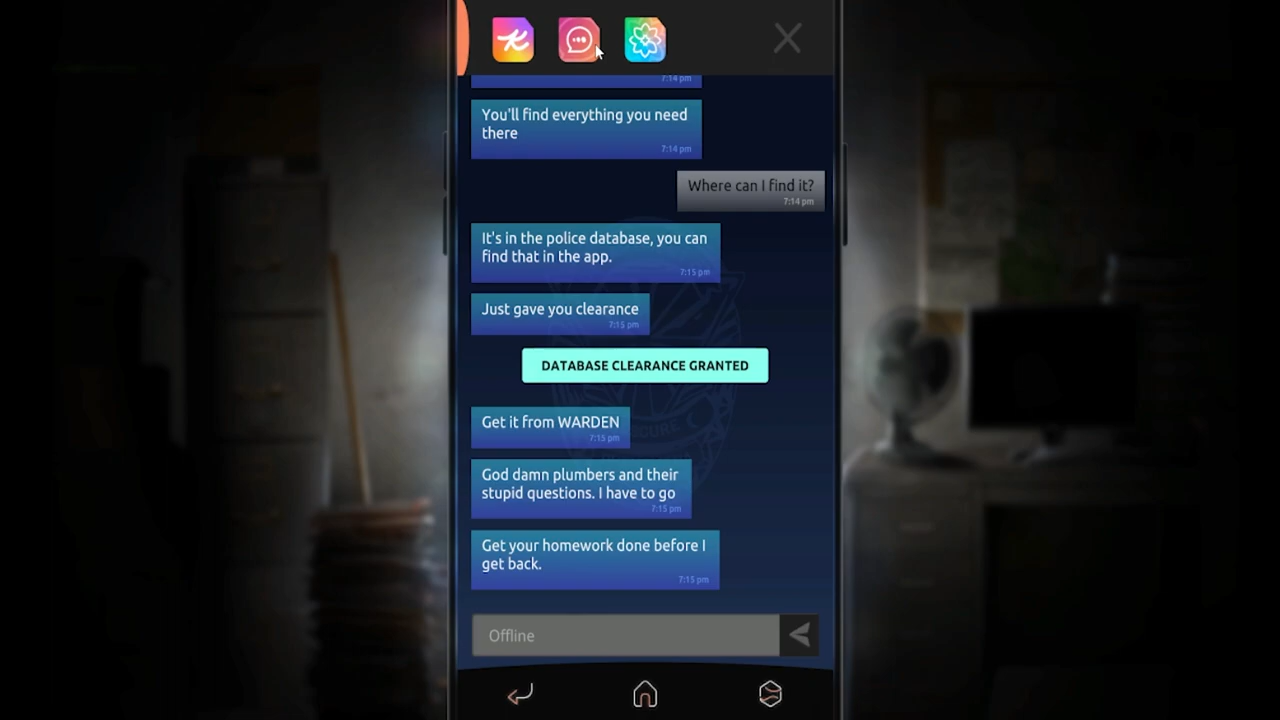 7:14 pm
You'll find everything you need
there
7:14 pm
Where can I find it?
7:14 pm
It's in the police database, you can
find that in the app.
7:15 pm
Just gave you clearance
7:15 pm
DATABASE CLEARANCE GRANTED
Get it from WARDEN
7:15 pm
God damn plumbers and their
stupid questions. I have to go
7:15 pm
Get your homework done before I
get back.
7:15 pm
Offline